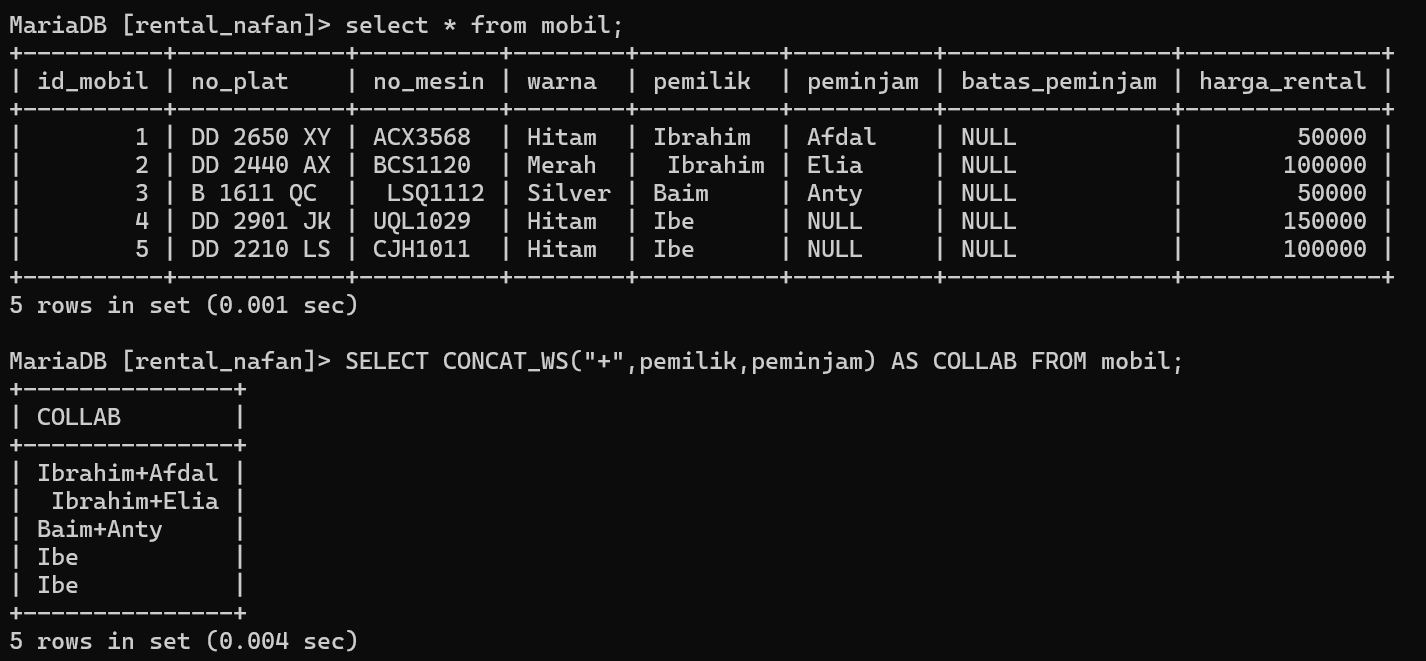 MariaDB [rental_nafan]> select * from mobil;
+----------+------------+----------+--------+----------+----------+----------------+--------------+
| id_mobil | no_plat    | no_mesin | warna  | pemilik  | peminjam | batas_peminjam | harga_rental |
+----------+------------+----------+--------+----------+----------+----------------+--------------+
|        1 | DD 2650 XY | ACX3568  | Hitam  | Ibrahim  | Afdal    | NULL           |        50000 |
|        2 | DD 2440 AX | BCS1120  | Merah  |  Ibrahim | Elia     | NULL           |       100000 |
|        3 | B 1611 QC  |  LSQ1112 | Silver | Baim     | Anty     | NULL           |        50000 |
|        4 | DD 2901 JK | UQL1029  | Hitam  | Ibe      | NULL     | NULL           |       150000 |
|        5 | DD 2210 LS | CJH1011  | Hitam  | Ibe      | NULL     | NULL           |       100000 |
+----------+------------+----------+--------+----------+----------+----------------+--------------+
5 rows in set (0.001 sec)

MariaDB [rental_nafan]> SELECT CONCAT_WS("+",pemilik,peminjam) AS COLLAB FROM mobil;
+---------------+
| COLLAB        |
+---------------+
| Ibrahim+Afdal |
|  Ibrahim+Elia |
| Baim+Anty     |
| Ibe           |
| Ibe           |
+---------------+
5 rows in set (0.004 sec)